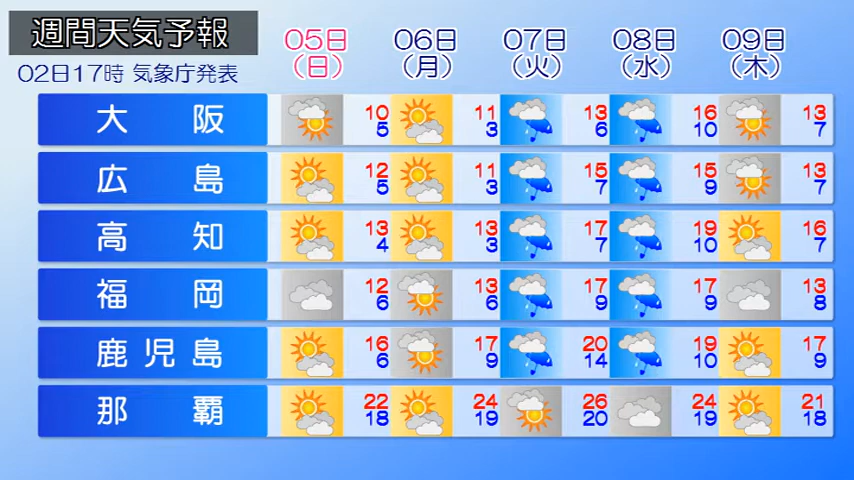 週間天気予報
02日17時 気象庁発表
05日 06日 07日 08日 09日
(日) (月) (火) (水) (木)
大阪 10 5 11 3 13 6 16 10 13 7
広島 12 5 11 3 15 7 15 9 13 7
高知 13 4 13 3 17 7 19 10 16 7
福岡 12 6 13 6 17 9 17 9 13 8
鹿児島 16 6 17 9 20 14 19 10 17 9
那覇 22 18 24 19 26 20 24 19 21 18